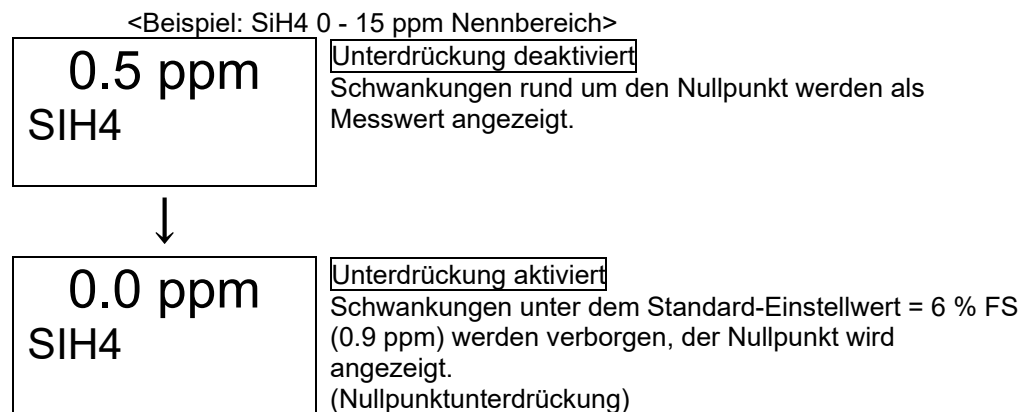 <Beispiel: SiH4 0 - 15 ppm Nennbereich>
0.5 ppm
SIH4
Unterdrückung deaktiviert
Schwankungen rund um den Nullpunkt werden als
Messwert angezeigt.
↓
0.0 ppm
SIH4
Unterdrückung aktiviert
Schwankungen unter dem Standard-Einstellwert = 6 % FS
(0.9 ppm) werden verborgen, der Nullpunkt wird
angezeigt.
(Nullpunktunterdrückung)